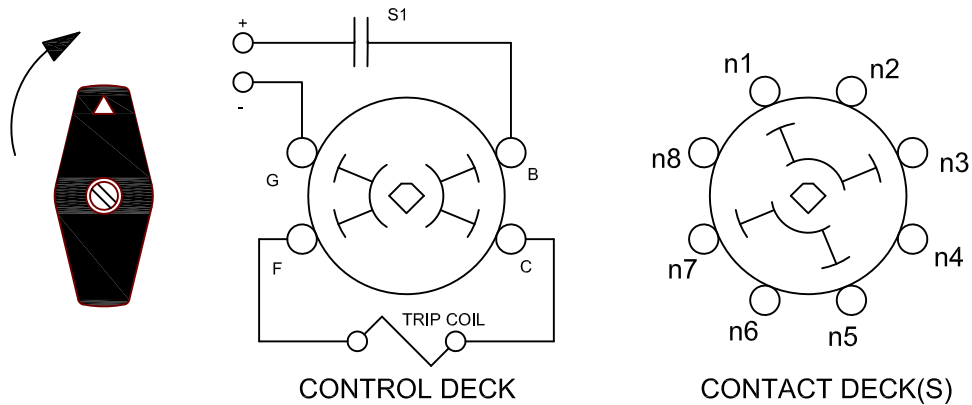 S1
+
-
G
B
F
C
TRIP COIL
CONTROL DECK
n1
n2
n8
n3
n7
n4
n6
n5
CONTACT DECK(S)